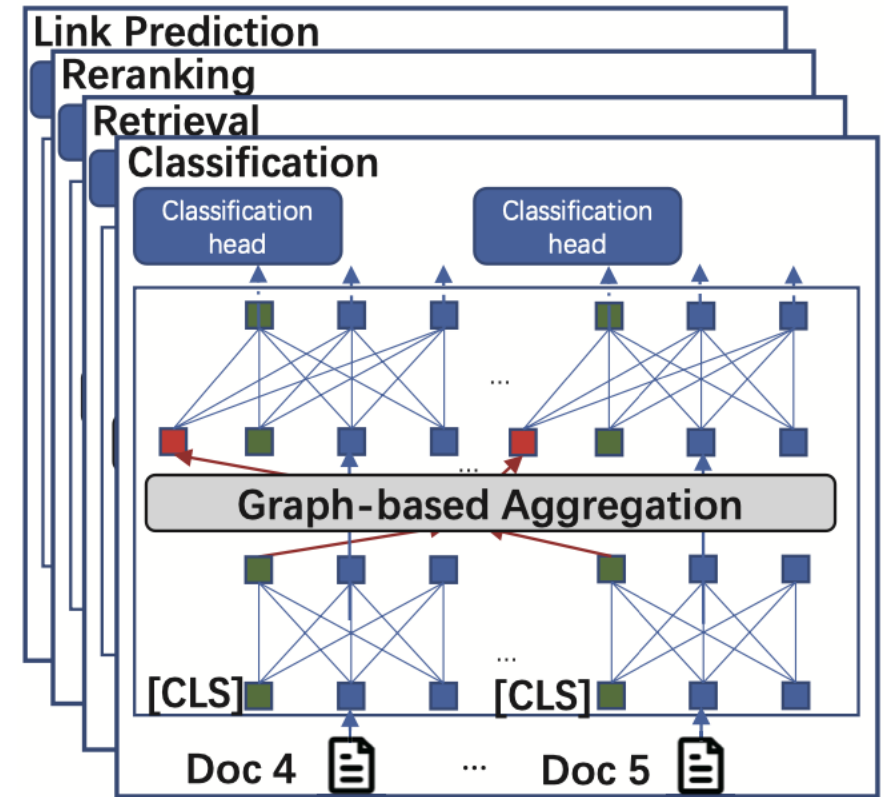 Link Prediction
Reranking
Retrieval
Classification
Classification
head
Classification
head
...
...
Graph-based Aggregation
...
[CLS]
[CLS]
Doc 4
...
Doc 5